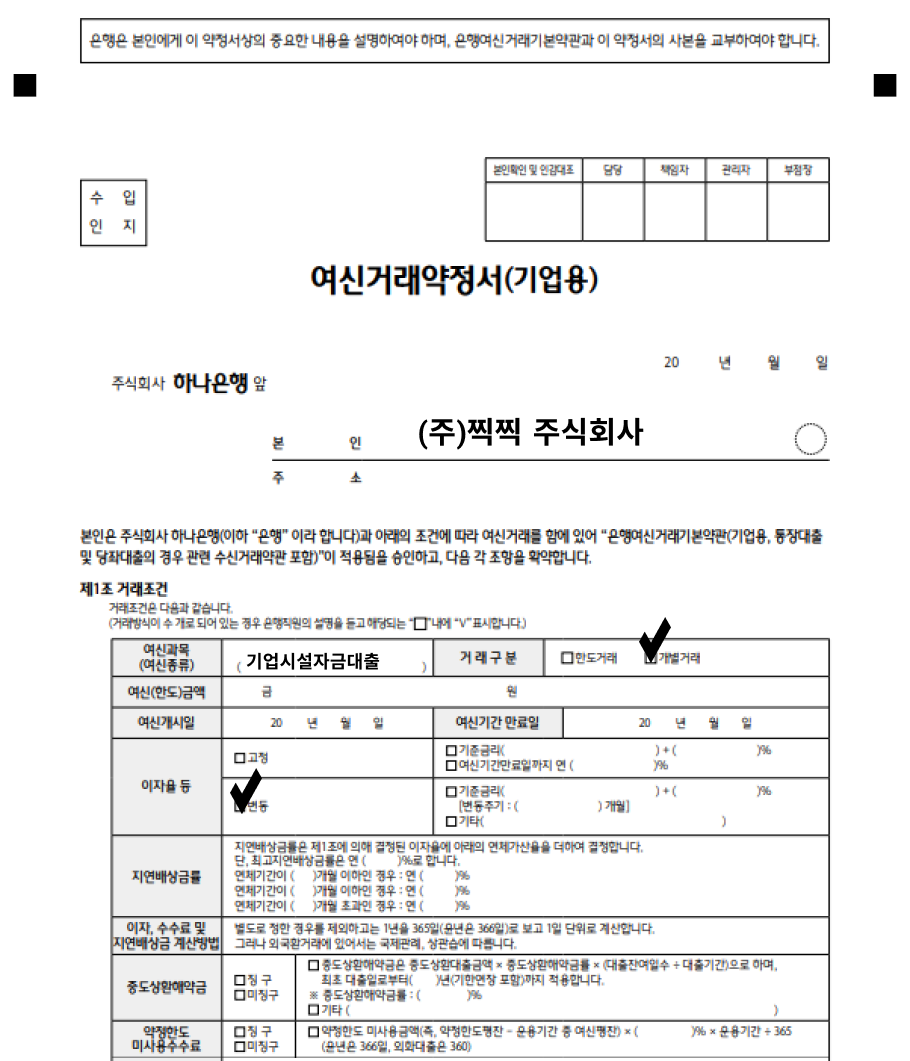 은행은 본인에게 이 약정서상의 중요한 내용을 설명하여야 하며, 은행여신거래기본약관과 이 약정서의 사본을 교부하여야 합니다.
본인확인 및 인감대조 담당 책임자 관리자 부점장
수 입
인 지
여신거래약정서(기업용)
20 년 월 일
주식회사 하나은행 앞
본 인 (주)찍찍 주식회사
주 소
본인은 주식회사 하나은행(이하 “은행” 이라 합니다)과 아래의 조건에 따라 여신거래를 함에 있어 “은행여신거래기본약관(기업용, 통장대출
및 당좌대출의 경우 관련 수신거래약관 포함)”이 적용됨을 승인하고, 다음 각 조항을 확약합니다.
제1조 거래조건
거래조건은 다음과 같습니다.
(거래방식이 수 개로 되어 있는 경우 은행직원의 설명을 듣고 해당되는 “□”내에 “V”표시합니다.)
여신과목
(여신종류) ( 기업시설자금대출 ) 거 래 구 분 □한도거래 ☑개별거래
여신(한도)금액 금 원
여신개시일 20 년 월 일 여신기간 만료일 20 년 월 일
이자율 등
□고정 □기준금리( ) + ( )%
□여신기간만료일까지 연 ( )%
☑변동 □기준금리( ) + ( )%
[변동주기 : ( ) 개월]
□기타( )
지연배상금률
지연배상금률은 제1조에 의해 결정된 이자율에 아래의 연체가산율을 더하여 결정합니다.
단, 최고지연배상금률은 연 ( )%로 합니다.
연체기간이 ( )개월 이하인 경우 : 연 ( )%
연체기간이 ( )개월 이하인 경우 : 연 ( )%
연체기간이 ( )개월 초과인 경우 : 연 ( )%
이자, 수수료 및
지연배상금 계산방법
별도로 정한 경우를 제외하고는 1년을 365일(윤년은 366일)로 보고 1일 단위로 계산합니다.
그러나 외국환거래에 있어서는 국제관례, 상관습에 따릅니다.
중도상환해약금
□징 구
□미징구
□중도상환해약금은 중도상환대출금액 × 중도상환해약금률 × (대출잔여일수 ÷ 대출기간)으로 하며,
최초 대출일로부터( )년(기한연장 포함)까지 적용합니다.
※ 중도상환해약금률 : ( )%
□기타 ( )
약정한도
미사용수수료
□징 구
□미징구
□약정한도 미사용금액(즉, 약정한도평잔 - 운용기간 중 여신평잔) × ( )% × 운용기간 ÷ 365
(윤년은 366일, 외화대출은 360)